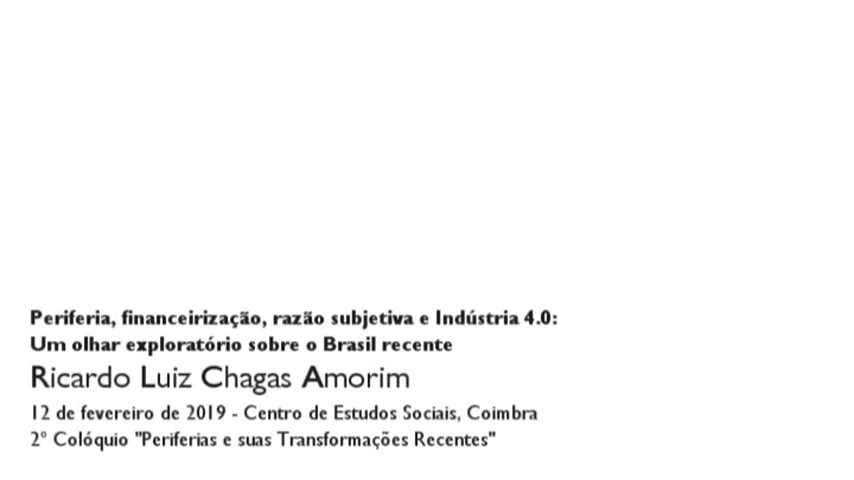 Periferia, financeirização, razão subjetiva e Indústria 4.0:
Um olhar exploratório sobre o Brasil recente
Ricardo Luiz Chagas Amorim
12 de fevereiro de 2019 - Centro de Estudos Sociais, Coimbra
2º Colóquio "Periferias e suas Transformações Recentes"